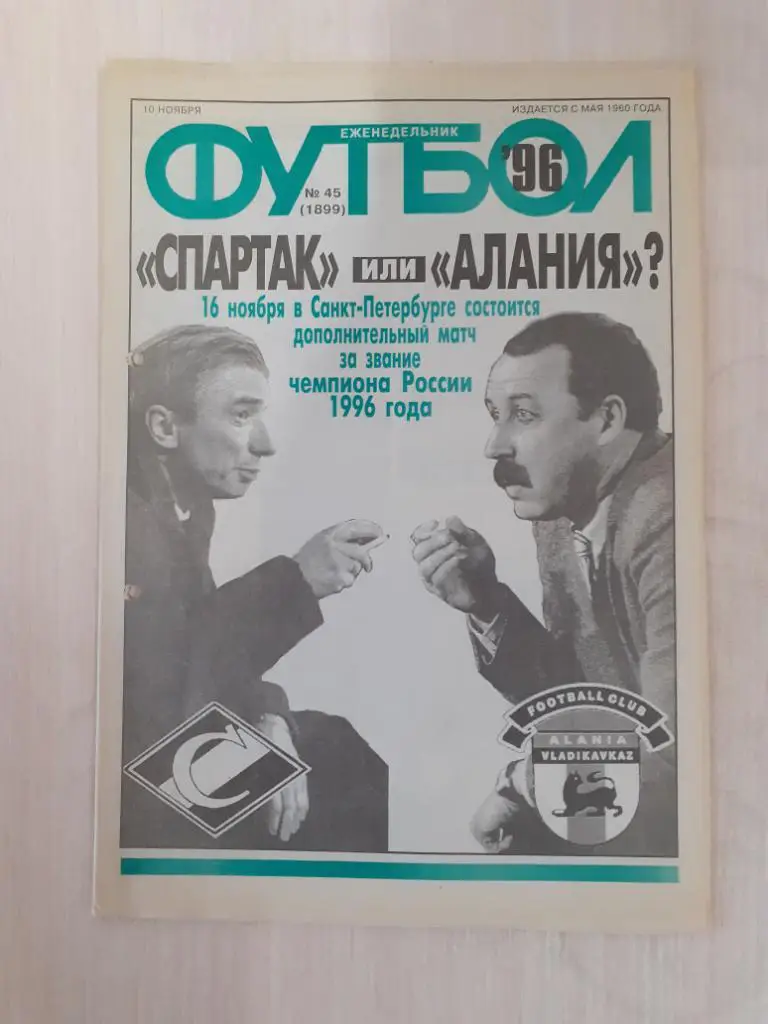 10 НОЯБРЯ
ИЗДАЕТСЯ С МАЯ 1960 ГОДА
ЕЖЕНЕДЕЛЬНИК
ФУТБОЛ '96
№ 45
(1899)
«СПАРТАК» ИЛИ «АЛАНИЯ»?
16 ноября в Санкт-Петербурге состоится
дополнительный матч
за звание
чемпиона России
1996 года
С
FOOTBALL CLUB
ALANIA
VLADIKAVKAZ